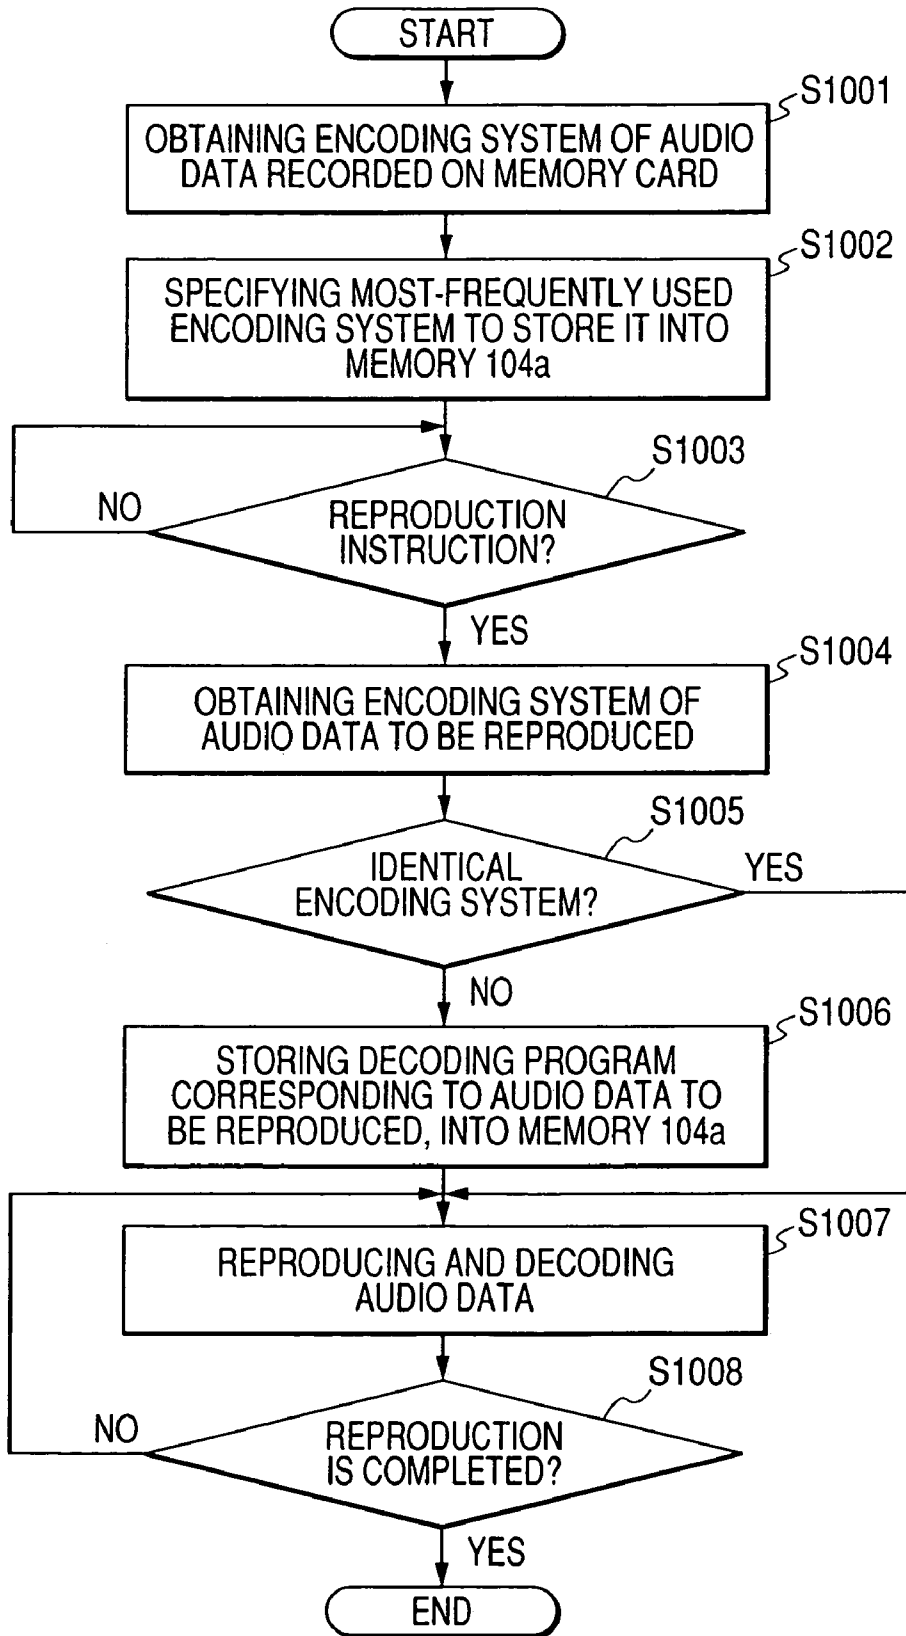 START
S1001
OBTAINING ENCODING SYSTEM OF AUDIO
DATA RECORDED ON MEMORY CARD
S1002
SPECIFYING MOST-FREQUENTLY USED
ENCODING SYSTEM TO STORE IT INTO
MEMORY 104a
S1003
NO
REPRODUCTION
INSTRUCTION?
YES
S1004
OBTAINING ENCODING SYSTEM OF
AUDIO DATA TO BE REPRODUCED
S1005
IDENTICAL
ENCODING SYSTEM?
YES
NO
S1006
STORING DECODING PROGRAM
CORRESPONDING TO AUDIO DATA TO
BE REPRODUCED, INTO MEMORY 104a
S1007
REPRODUCING AND DECODING
AUDIO DATA
S1008
NO
REPRODUCTION
IS COMPLETED?
YES
END